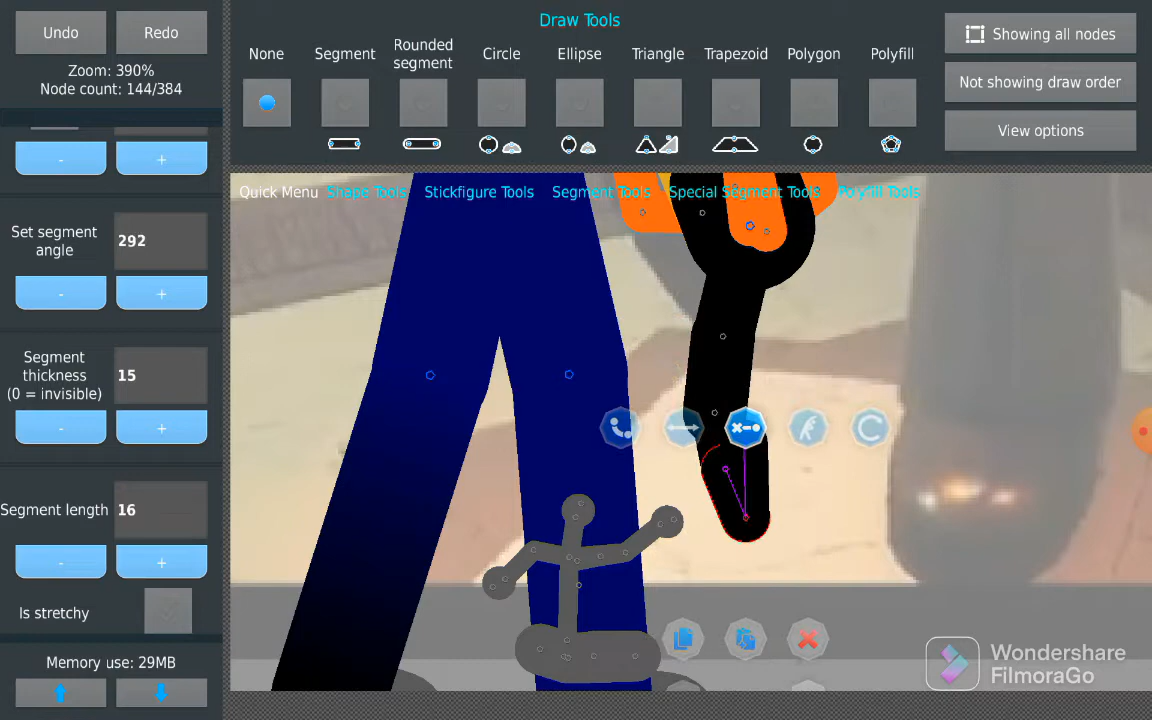 Undo
Redo
Zoom: 390%
Node count: 144/384
-
+
Set segment
angle
292
-
+
Segment
thickness
(0 = invisible)
15
-
+
Segment length
16
-
+
Is stretchy
Memory use: 29MB
Draw Tools
None
Segment
Rounded
segment
Circle
Ellipse
Triangle
Trapezoid
Polygon
Polyfill
Showing all nodes
Not showing draw order
View options
Quick Menu
Shape Tools
Stickfigure Tools
Segment Tools
Special Segment Tools
Polyfill Tools
Wondershare
FilmoraGo